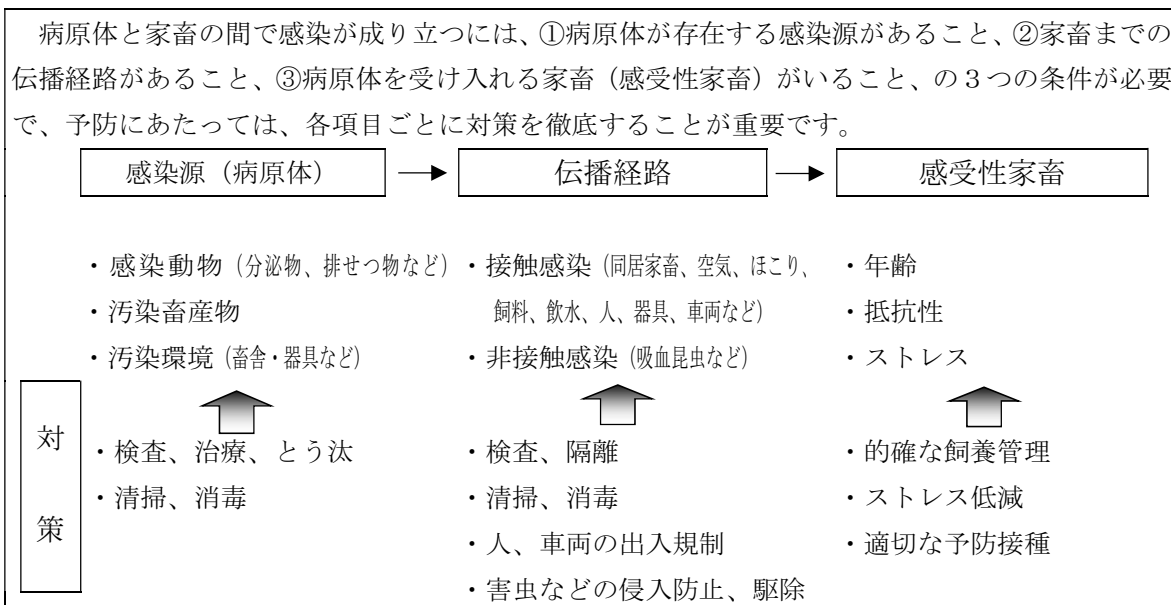 病原体と家畜の間で感染が成り立つには、①病原体が存在する感染源があること、②家畜までの
伝播経路があること、③病原体を受け入れる家畜（感受性家畜）がいること、の３つの条件が必要
で、予防にあたっては、各項目ごとに対策を徹底することが重要です。
感染源（病原体）
伝播経路
感受性家畜
・感染動物（分泌物、排せつ物など）
・汚染畜産物
・汚染環境（畜舎・器具など）
・接触感染（同居家畜、空気、ほこり、
飼料、飲水、人、器具、車両など）
・非接触感染（吸血昆虫など）
・年齢
・抵抗性
・ストレス
対策
・検査、治療、とう汰
・清掃、消毒
・検査、隔離
・清掃、消毒
・人、車両の出入規制
・害虫などの侵入防止、駆除
・的確な飼養管理
・ストレス低減
・適切な予防接種